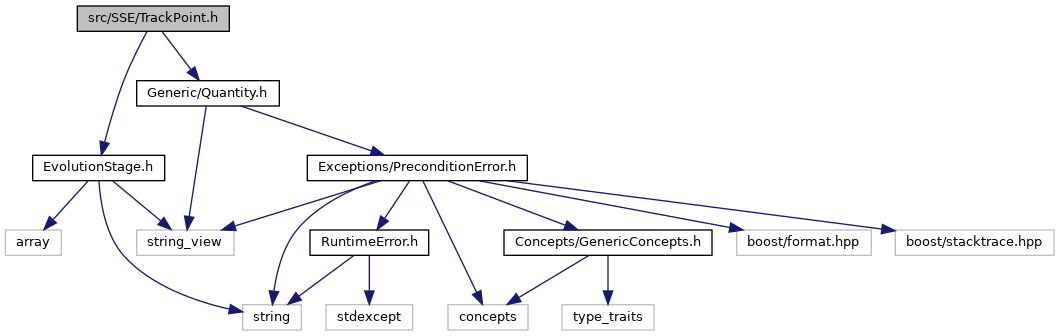 src/SSE/TrackPoint.h
Generic/Quantity.h
EvolutionStage.h
Exceptions/PreconditionError.h
array
string_view
RuntimeError.h
Concepts/GenericConcepts.h
boost/format.hpp
boost/stacktrace.hpp
string
stdexcept
concepts
type_traits